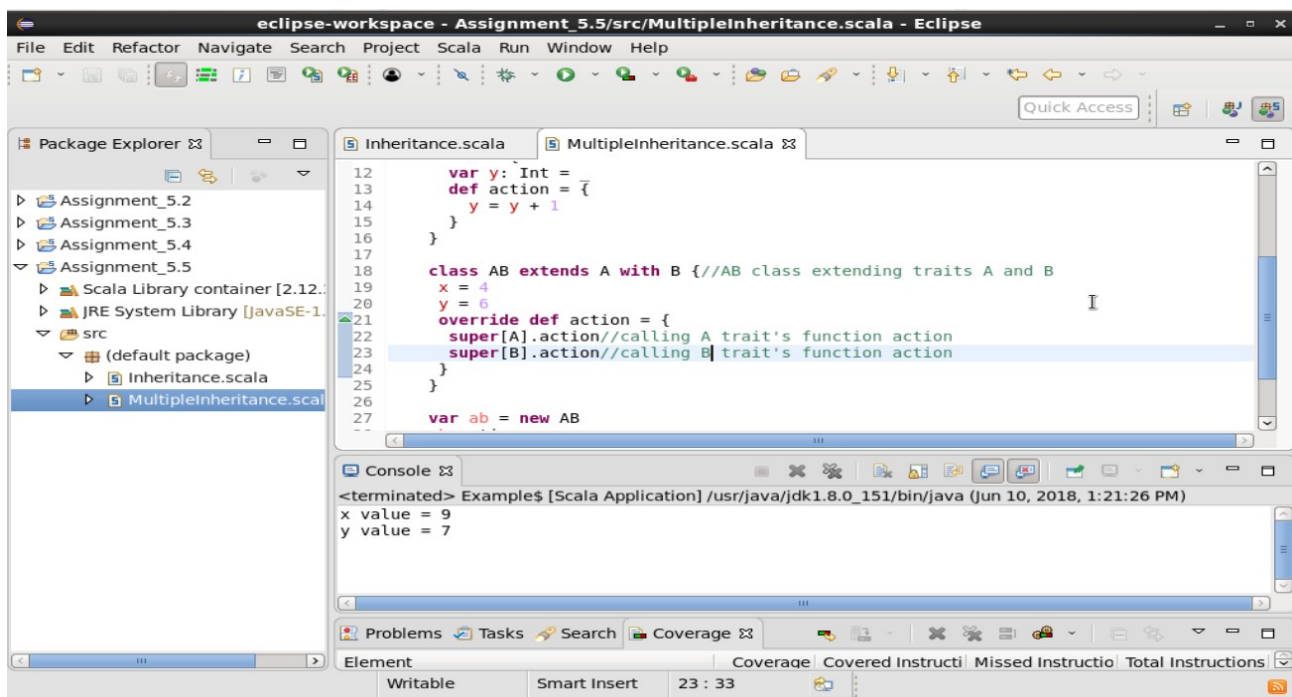 eclipse-workspace - Assignment_5.5/src/MultipleInheritance.scala - Eclipse
File Edit Refactor Navigate Search Project Scala Run Window Help
Quick Access
Package Explorer
Assignment_5.2
Assignment_5.3
Assignment_5.4
Assignment_5.5
Scala Library container [2.12.
JRE System Library [JavaSE-1.
src
(default package)
Inheritance.scala
MultipleInheritance.scal
Inheritance.scala MultipleInheritance.scala
12 var y: Int = _
13 def action = {
14 y = y + 1
15 }
16 }
17
18 class AB extends A with B {//AB class extending traits A and B
19 x = 4
20 y = 6
21 override def action = {
22 super[A].action//calling A trait's function action
23 super[B].action//calling B trait's function action
24 }
25 }
26
27 var ab = new AB
Console
<terminated> Example$ [Scala Application] /usr/java/jdk1.8.0_151/bin/java (Jun 10, 2018, 1:21:26 PM)
x value = 9
y value = 7
Problems Tasks Search Coverage
Element Coverage Covered Instructi Missed Instructio Total Instructions
Writable Smart Insert 23 : 33